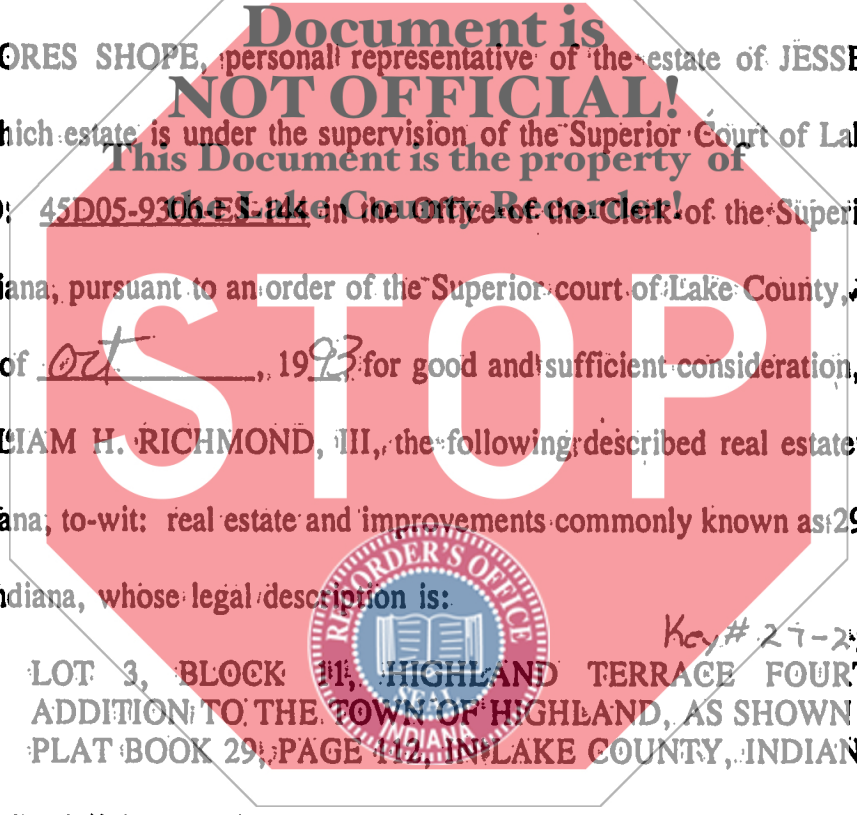 Document is
ORES SHOPE, personal representative of the estate of JESSE
NOT OFFICIAL!
hich estate is under the supervision of the Superior Court of Lak
This Document is the property of
the Lake County Recorder!
in the Office of the Clerk of the Superi
iana, pursuant to an order of the Superior court of Lake County,
of Oct, 1993 for good and sufficient consideration,
STOP
LIAM H. RICHMOND, III, the following described real estate
ana, to-wit: real estate and improvements commonly known as 29
ndiana, whose legal description is:
RECORDER'S OFFICE
SEAL
INDIANA
Key # 27-2
LOT 3, BLOCK 11, HIGHLAND TERRACE FOURT
ADDITION TO THE TOWN OF HIGHLAND, AS SHOWN
PLAT BOOK 29, PAGE 112, IN LAKE COUNTY, INDIAN